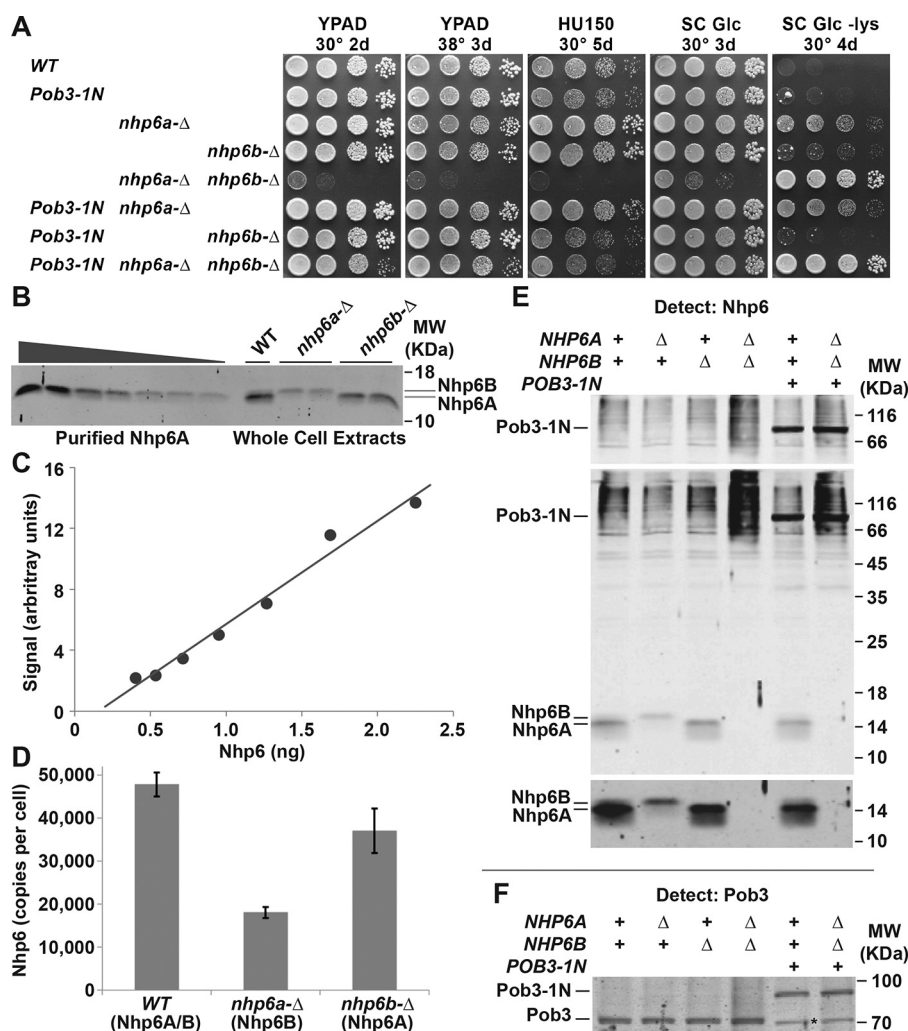 A
YPAD
30° 2d
YPAD
38° 3d
HU150
30° 5d
SC Glc
30° 3d
SC Glc -lys
30° 4d
WT
Pob3-1N
nhp6a-Δ
nhp6b-Δ
nhp6a-Δ nhp6b-Δ
Pob3-1N nhp6a-Δ
Pob3-1N nhp6b-Δ
Pob3-1N nhp6a-Δ nhp6b-Δ
B
WT
nhp6a-Δ
nhp6b-Δ
MW
(KDa)
18
Nhp6B
Nhp6A
10
Purified Nhp6A
Whole Cell Extracts
C
Signal (arbritray units)
16
12
8
4
0
0
0.5
1.0
1.5
2.0
2.5
Nhp6 (ng)
D
Nhp6 (copies per cell)
50,000
40,000
30,000
20,000
10,000
0
WT
(Nhp6A/B)
nhp6a-Δ
(Nhp6B)
nhp6b-Δ
(Nhp6A)
E
Detect: Nhp6
NHP6A + Δ + Δ + Δ
NHP6B + + Δ Δ + Δ
POB3-1N + +
MW
(KDa)
Pob3-1N
116
66
Pob3-1N
116
66
45
35
25
18
Nhp6B
Nhp6A
14
10
Nhp6B
Nhp6A
14
10
F
Detect: Pob3
NHP6A + Δ + Δ + Δ
NHP6B + + Δ Δ + Δ
POB3-1N + +
MW
(KDa)
Pob3-1N
100
Pob3
*
70